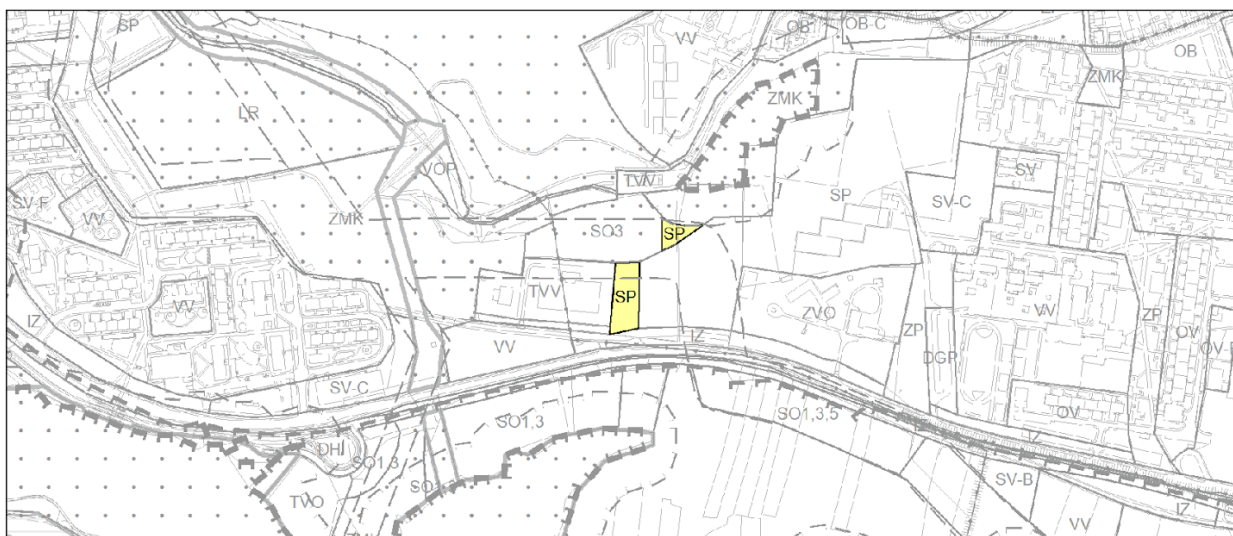 SP
VV
OB
OB-C
OB
ZMK
ZMK
LR
VOP
TVV
SV
SV-F
VV
ZMK
SP
SV-C
SO3
SP
TVV
SP
VV
IZ
ZVO
ZP
VV
ZP
OV
IZ
VV
DGP
SV-C
SO1,3
SO1,3,5
OV
IZ
DH
SO1,3
SO
TVO
SV-B
IZ
VV